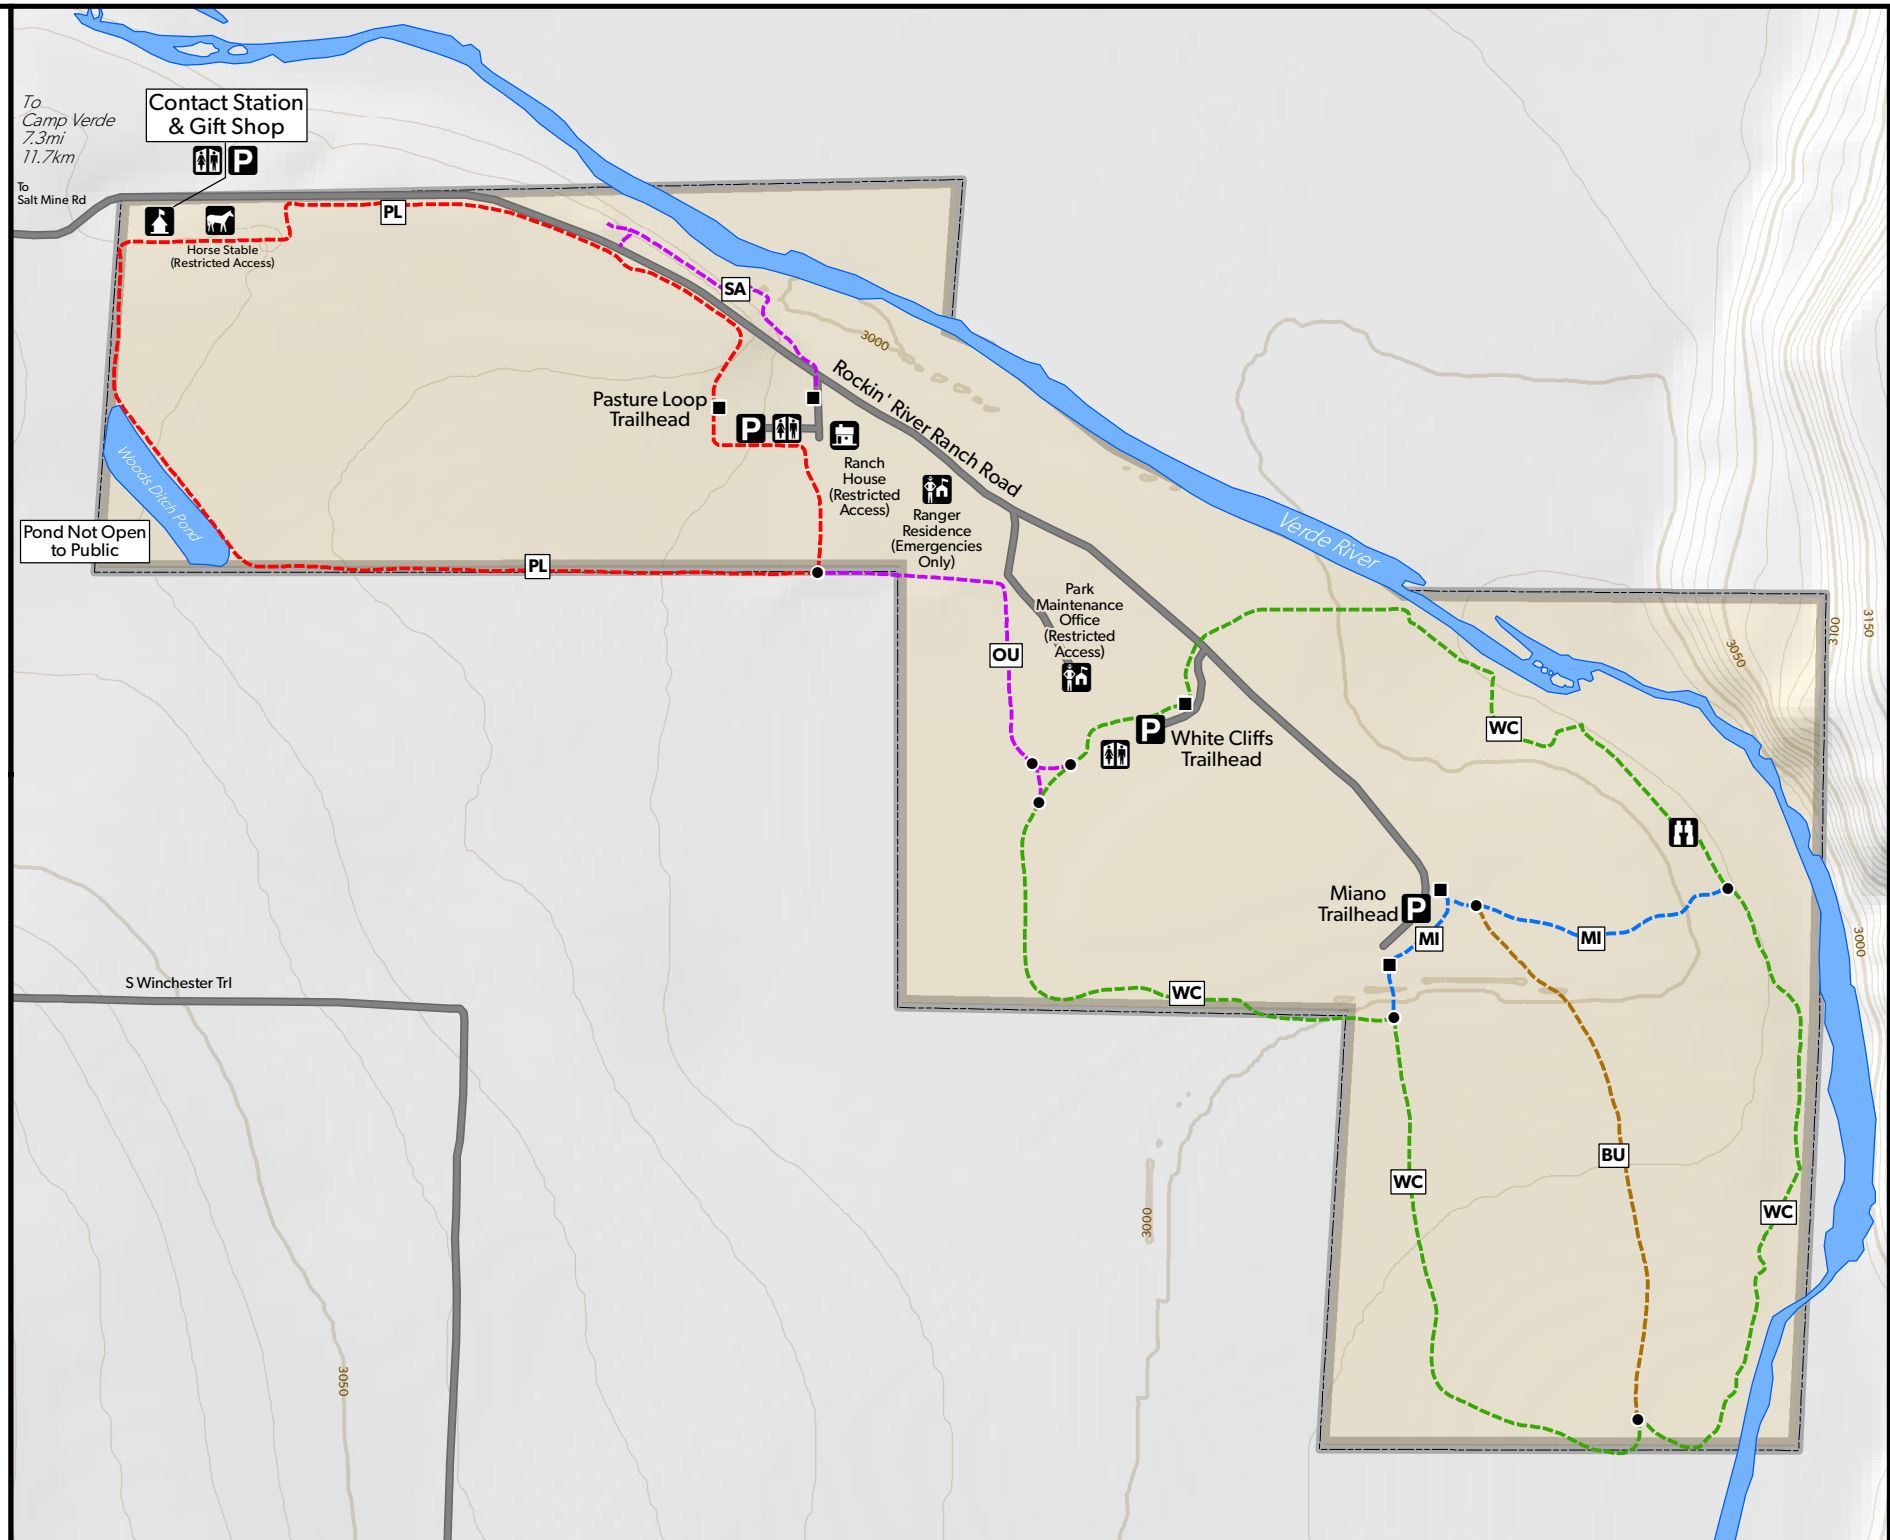 To
Camp Verde
7.3mi
11.7km
To
Salt Mine Rd
Contact Station
& Gift Shop
P
Horse Stable
(Restricted Access)
PL
SA
3000
Rockin' River Ranch Road
Pasture Loop
Trailhead
P
Ranch
House
(Restricted
Access)
Ranger
Residence
(Emergencies
Only)
Woods Ditch Pond
Pond Not Open
to Public
PL
Verde River
Park
Maintenance
Office
(Restricted
Access)
OU
P
White Cliffs
Trailhead
WC
3050
3100
3150
Miano
Trailhead
P
MI
MI
3000
S Winchester Trl
WC
BU
WC
WC
3000
3050